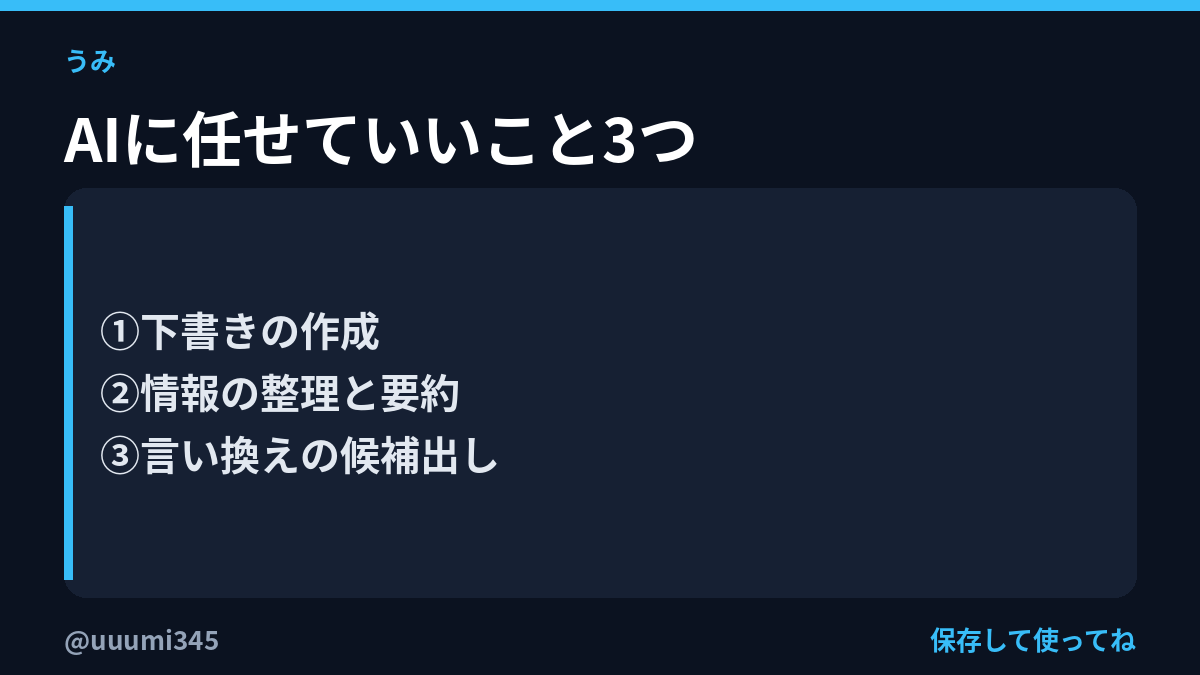 うみ
AIに任せていいこと3つ
①下書きの作成
②情報の整理と要約
③言い換えの候補出し
@uuumi345
保存して使ってね